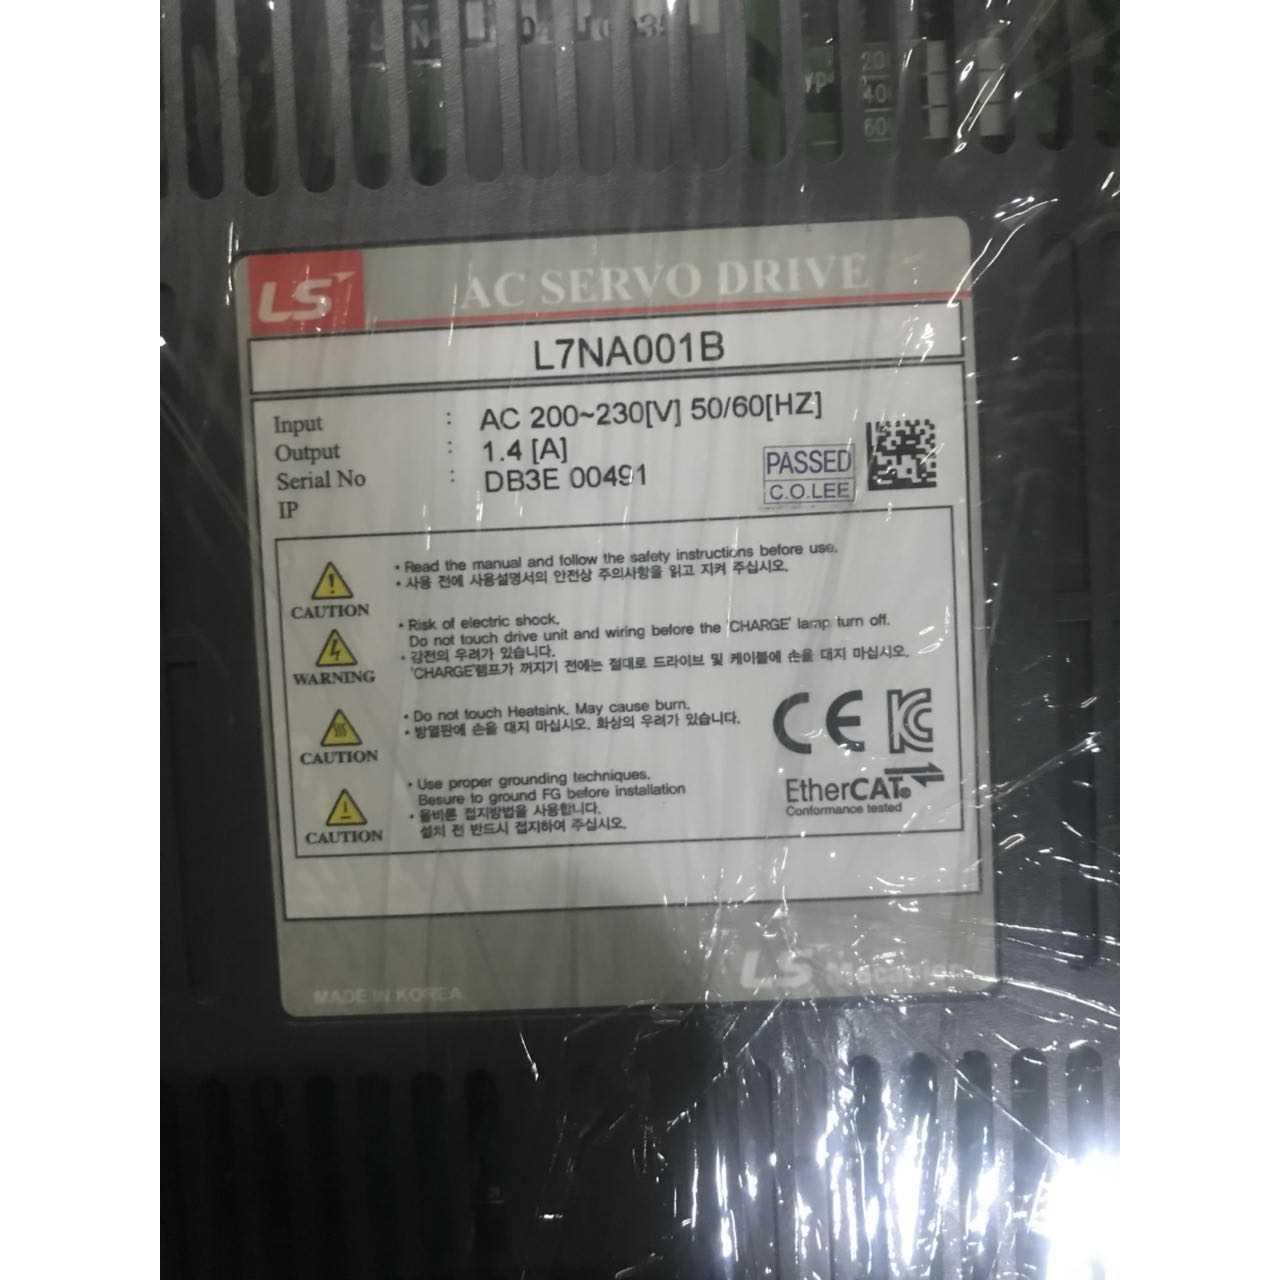 200
400
600
LS
AC SERVO DRIVE
L7NA001B
Input : AC 200~230[V] 50/60[HZ]
Output : 1.4 [A]
Serial No : DB3E 00491
IP
PASSED
C.O.LEE
CAUTION
• Read the manual and follow the safety instructions before use.
• 사용 전에 사용설명서의 안전상 주의사항을 읽고 지켜 주십시오.
WARNING
• Risk of electric shock.
Do not touch drive unit and wiring before the 'CHARGE' lamp turn off.
• 감전의 우려가 있습니다.
'CHARGE'램프가 꺼지기 전에는 절대로 드라이브 및 케이블에 손을 대지 마십시오.
CAUTION
• Do not touch Heatsink. May cause burn.
• 방열판에 손을 대지 마십시오. 화상의 우려가 있습니다.
CAUTION
• Use proper grounding techniques.
Besure to ground FG before installation
• 올바른 접지방법을 사용합니다.
설치 전 반드시 접지하여 주십시오.
CE
EtherCAT
Conformance tested
LS
MADE IN KOREA